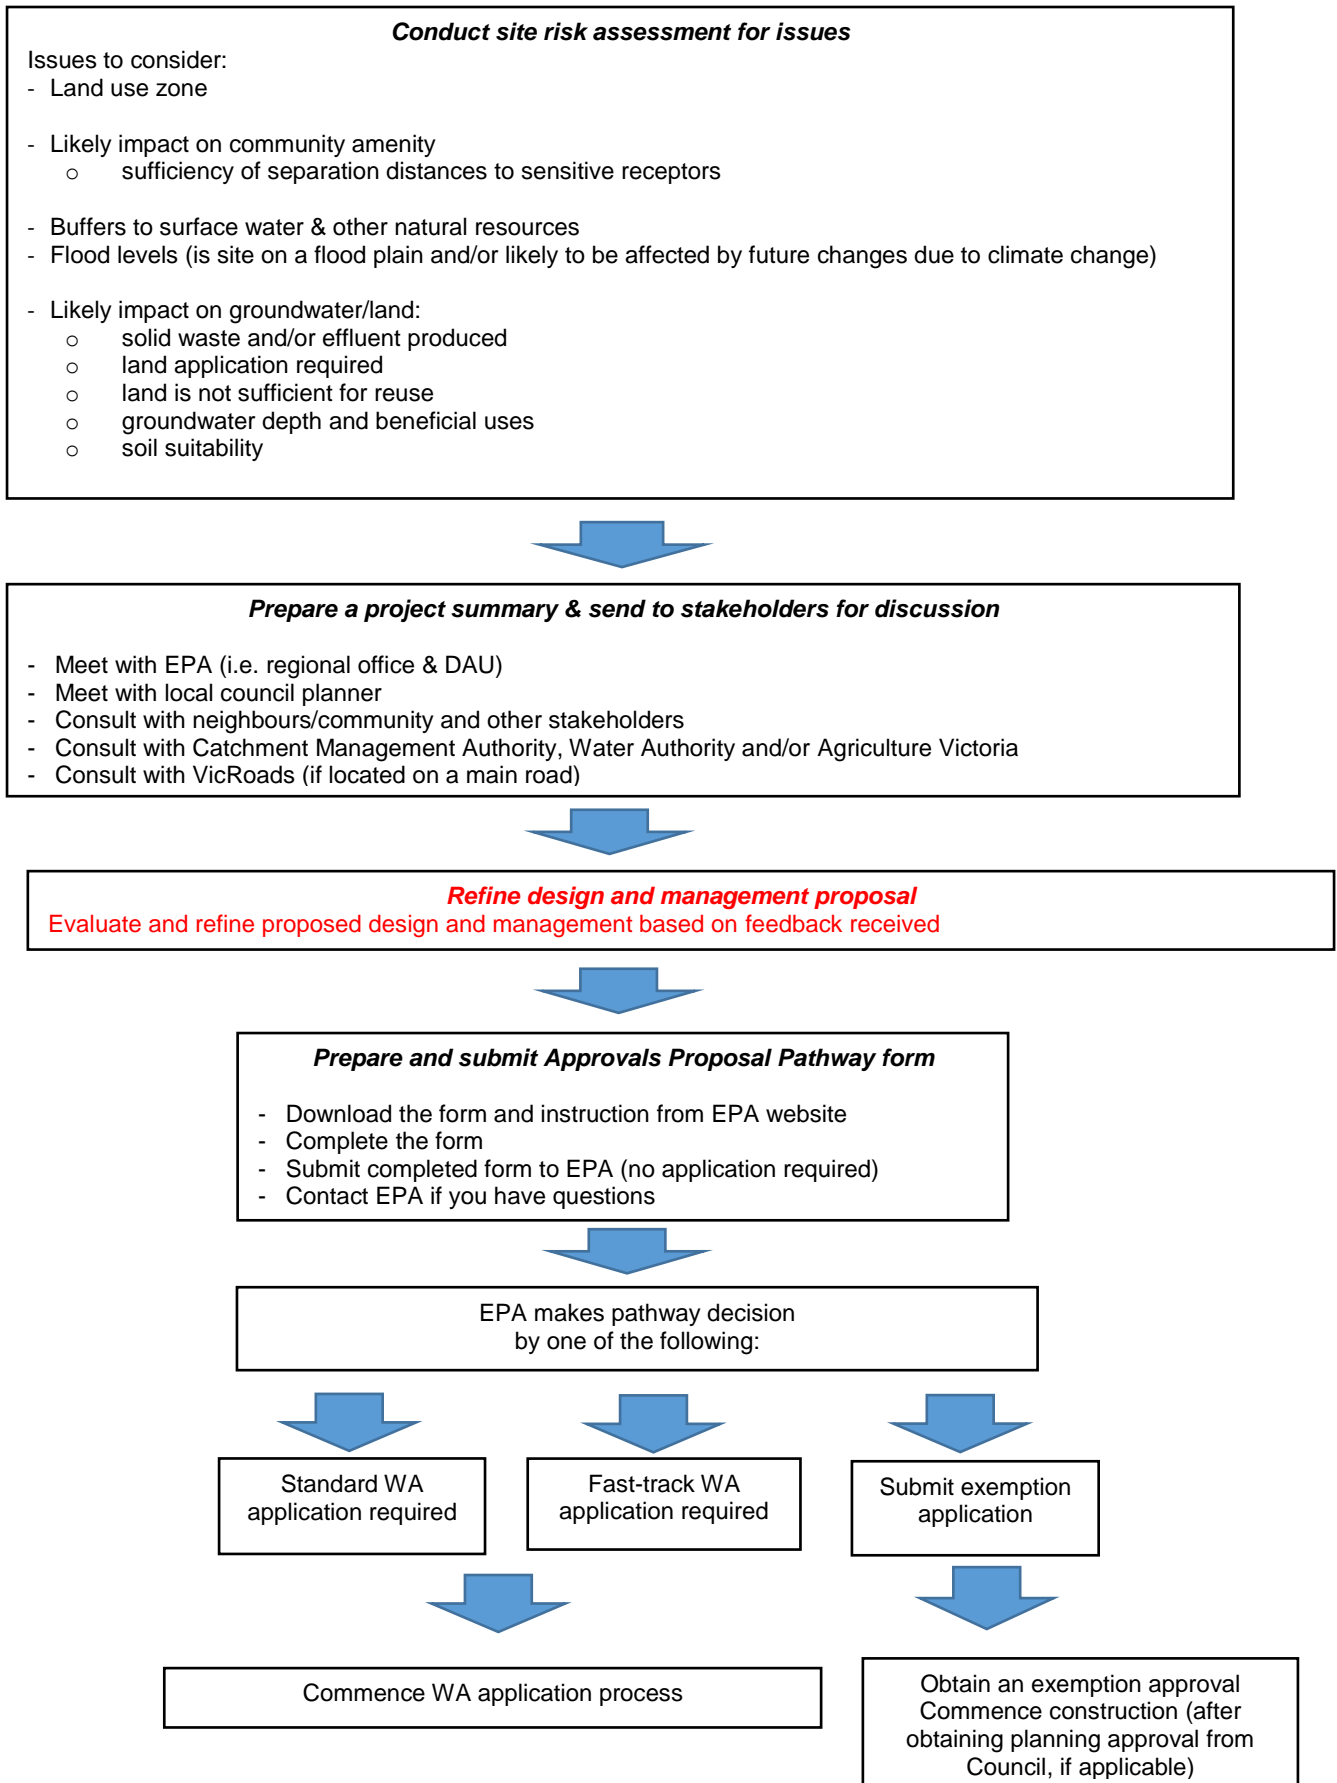 Conduct site risk assessment for issues
Issues to consider:
- Land use zone
- Likely impact on community amenity
o sufficiency of separation distances to sensitive receptors
- Buffers to surface water & other natural resources
- Flood levels (is site on a flood plain and/or likely to be affected by future changes due to climate change)
- Likely impact on groundwater/land:
o solid waste and/or effluent produced
o land application required
o land is not sufficient for reuse
o groundwater depth and beneficial uses
o soil suitability
Prepare a project summary & send to stakeholders for discussion
- Meet with EPA (i.e. regional office & DAU)
- Meet with local council planner
- Consult with neighbours/community and other stakeholders
- Consult with Catchment Management Authority, Water Authority and/or Agriculture Victoria
- Consult with VicRoads (if located on a main road)
Refine design and management proposal
Evaluate and refine proposed design and management based on feedback received
Prepare and submit Approvals Proposal Pathway form
- Download the form and instruction from EPA website
- Complete the form
- Submit completed form to EPA (no application required)
- Contact EPA if you have questions
EPA makes pathway decision
by one of the following:
Standard WA
application required
Fast-track WA
application required
Submit exemption
application
Commence WA application process
Obtain an exemption approval
Commence construction (after
obtaining planning approval from
Council, if applicable)